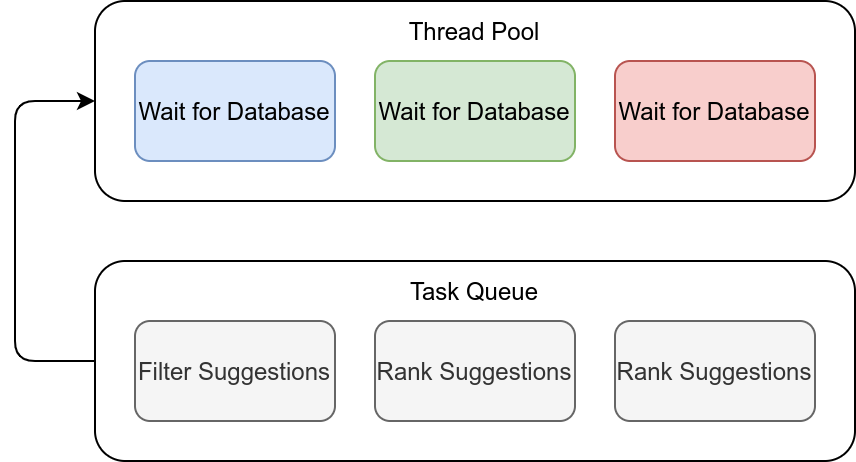 Thread Pool
Wait for Database
Wait for Database
Wait for Database
Task Queue
Filter Suggestions
Rank Suggestions
Rank Suggestions